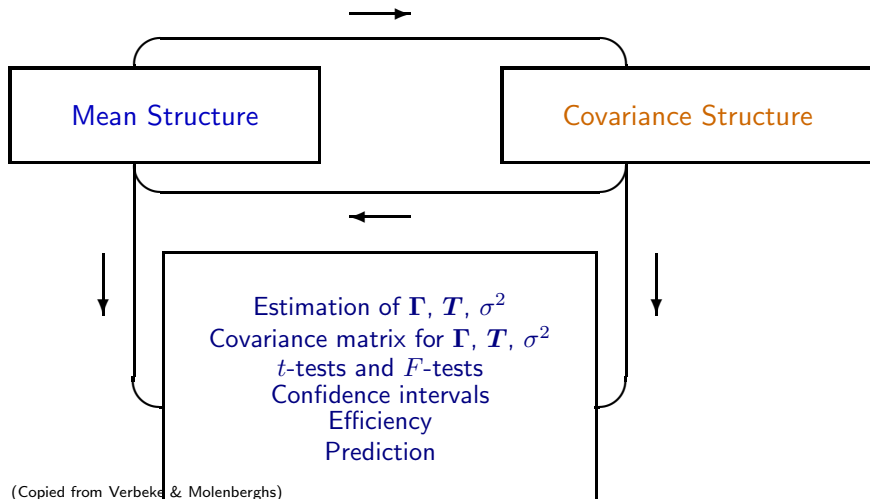 Mean Structure
Covariance Structure
Estimation of Γ, T, σ²
Covariance matrix for Γ, T, σ²
t-tests and F-tests
Confidence intervals
Efficiency
Prediction
(Copied from Verbeke & Molenberghs)